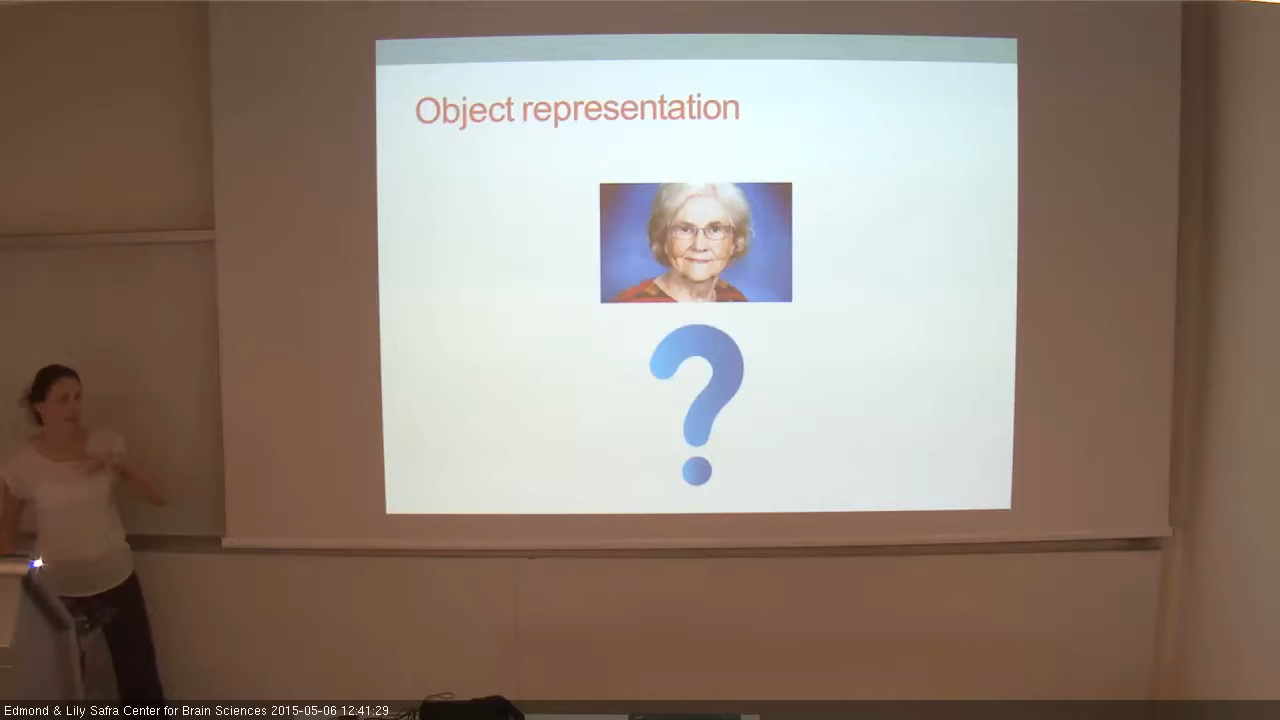 Object representation
?
Edmond & Lily Safra Center for Brain Sciences 2015-05-06 12:41:29